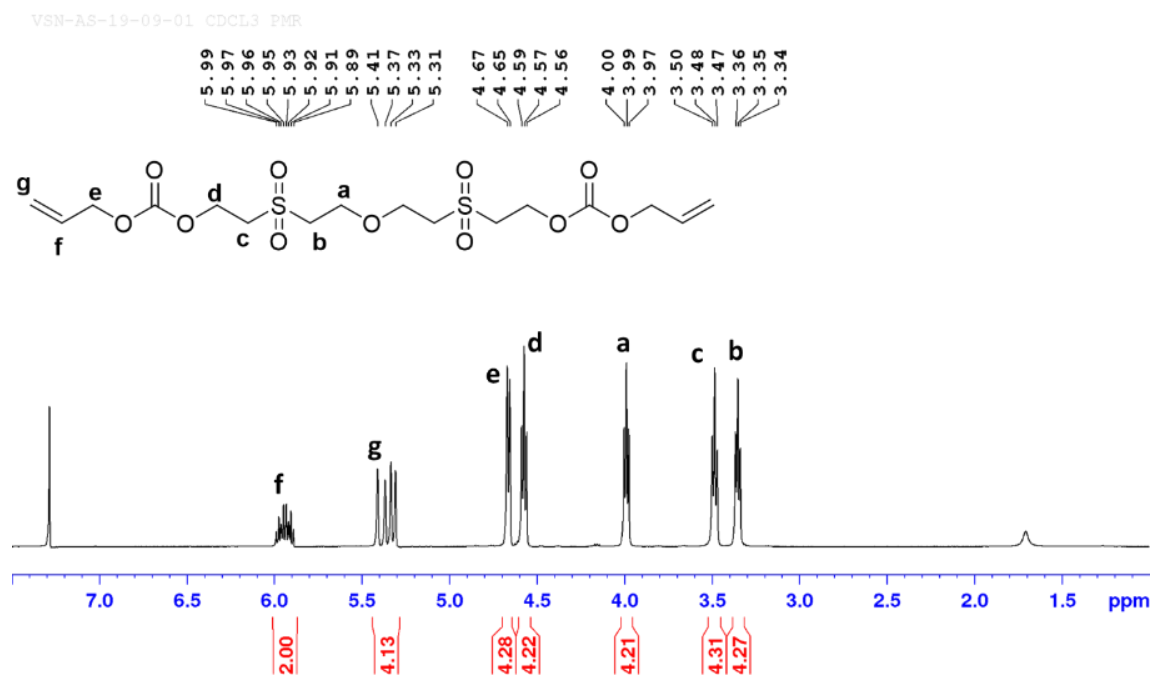 VSN-AS-19-09-01 CDCL3 PMR
5.99 5.97 5.96 5.95 5.93 5.92 5.91 5.89 5.41 5.37 5.33 5.31 4.67 4.65 4.59 4.57 4.56 4.00 3.99 3.97 3.50 3.48 3.47 3.36 3.35 3.34
O O O O
g e d a
O O O O O
S S
f O O c b O O
d
e a c b
g
f
7.0 6.5 6.0 5.5 5.0 4.5 4.0 3.5 3.0 2.5 2.0 1.5 ppm
2.00 4.13 4.28 4.22 4.21 4.31 4.27